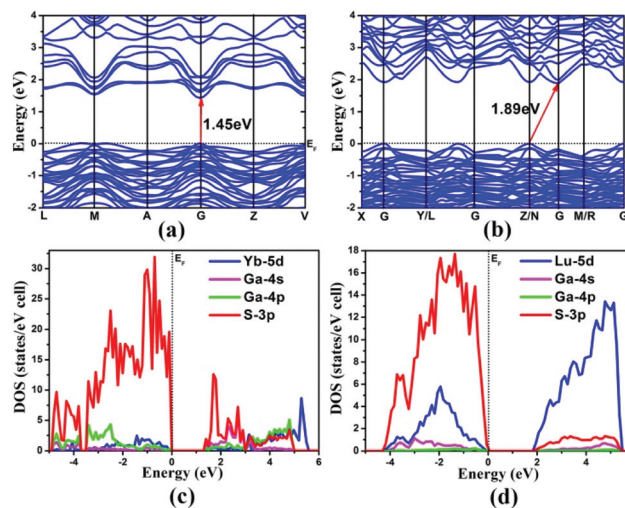 4
3
2
1
0
-1
-2
Energy (eV)
1.45eV
E_F
L M A G Z V
(a)
4
3
2
1
0
-1
-2
Energy (eV)
1.89eV
X G Y/L G Z/N G M/R G
(b)
30
25
20
15
10
5
0
DOS (states/eV cell)
E_F
Yb-5d
Ga-4s
Ga-4p
S-3p
-4 -2 0 2 4 6
Energy (eV)
(c)
18
16
14
12
10
8
6
4
2
0
DOS (states/eV cell)
E_F
Lu-5d
Ga-4s
Ga-4p
S-3p
-4 -2 0 2 4
Energy (eV)
(d)